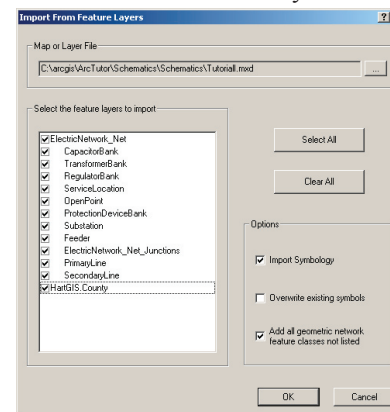 Import From Feature Layers
?
Map or Layer File
C:\arcgis\ArcTutor\Schematics\Schematics\Tutorial1.mxd
...
Select the feature layers to import
ElectricNetwork_Net
CapacitorBank
TransformerBank
RegulatorBank
ServiceLocation
OpenPoint
ProtectionDeviceBank
Substation
Feeder
ElectricNetwork_Net_Junctions
PrimaryLine
SecondaryLine
HartGIS.County
Select All
Clear All
Options
Import Symbology
Overwrite existing symbols
Add all geometric network
feature classes not listed
OK
Cancel